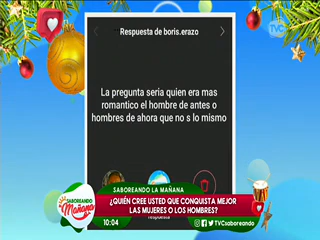 Respuesta de boris.erazo
TVC
La pregunta seria quien era mas
romantico el hombre de antes o
hombres de ahora que no s lo mismo
Saboreando
la Mañana
SABOREANDO LA MAÑANA
¿QUIÉN CREE USTED QUE CONQUISTA MEJOR
LAS MUJERES O LOS HOMBRES?
10:04
TVCsaboreando